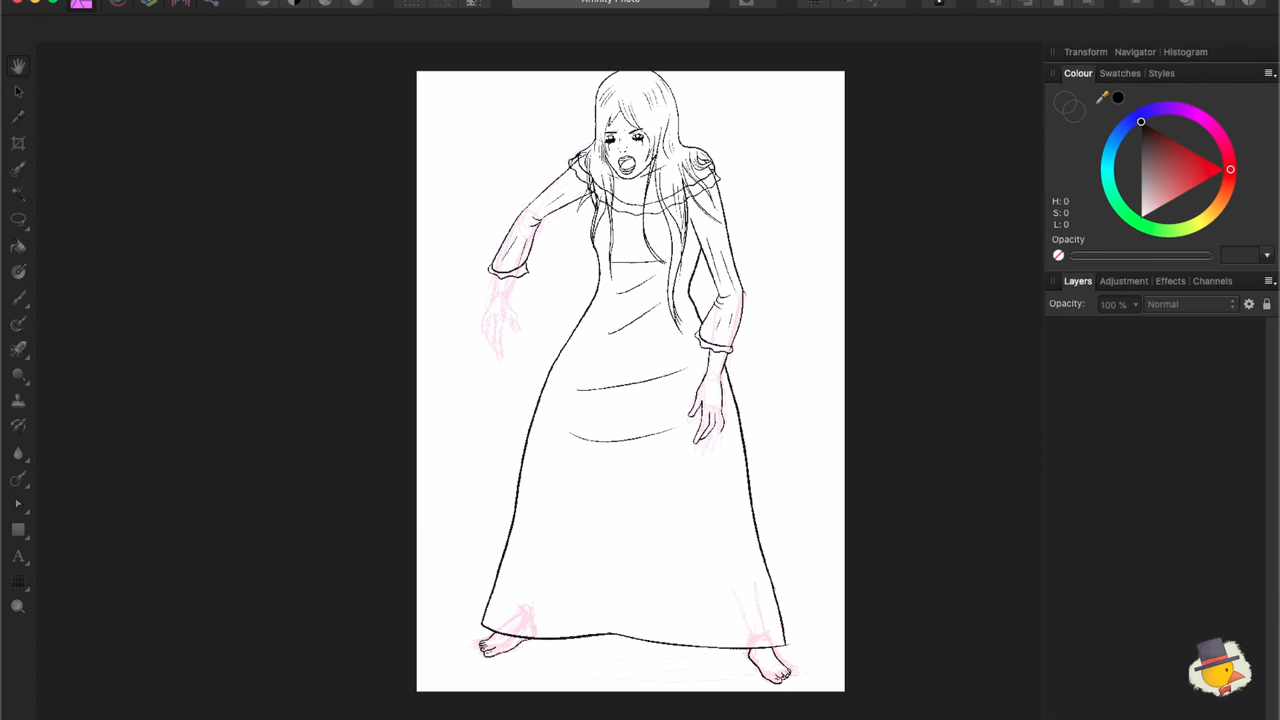 Affinity Photo
Transform Navigator Histogram
Colour Swatches Styles
H: 0
S: 0
L: 0
Opacity
Layers Adjustment Effects Channels
Opacity: 100 % Normal
A